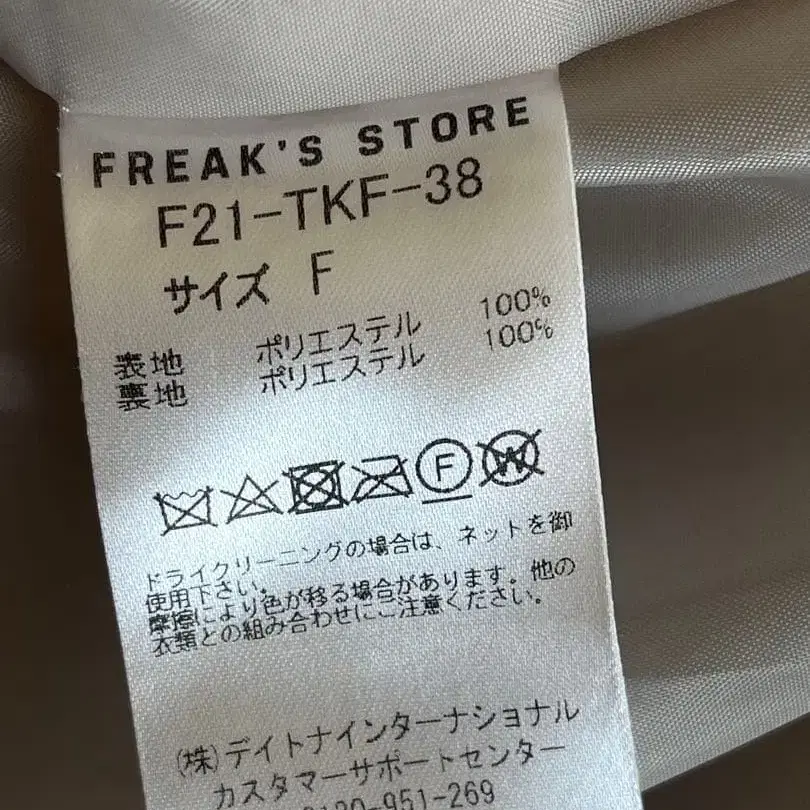 FREAK'S STORE
F21-TKF-38
サイズ F
表地 ポリエステル 100%
裏地 ポリエステル 100%
F W
ドライクリーニングの場合は、ネットを御
使用下さい。
摩擦により色が移る場合があります。他の
衣類との組み合わせにご注意ください。
(株)デイトナインターナショナル
カスタマーサポートセンター
0120-951-269